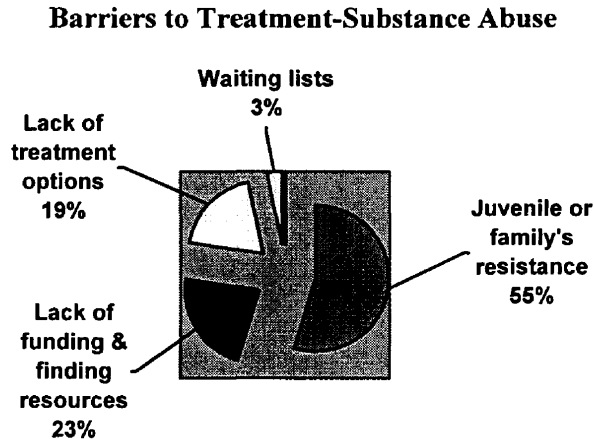 Barriers to Treatment-Substance Abuse
Waiting lists
3%
Lack of
treatment
options
19%
Juvenile or
family's
resistance
55%
Lack of
funding &
finding
resources
23%